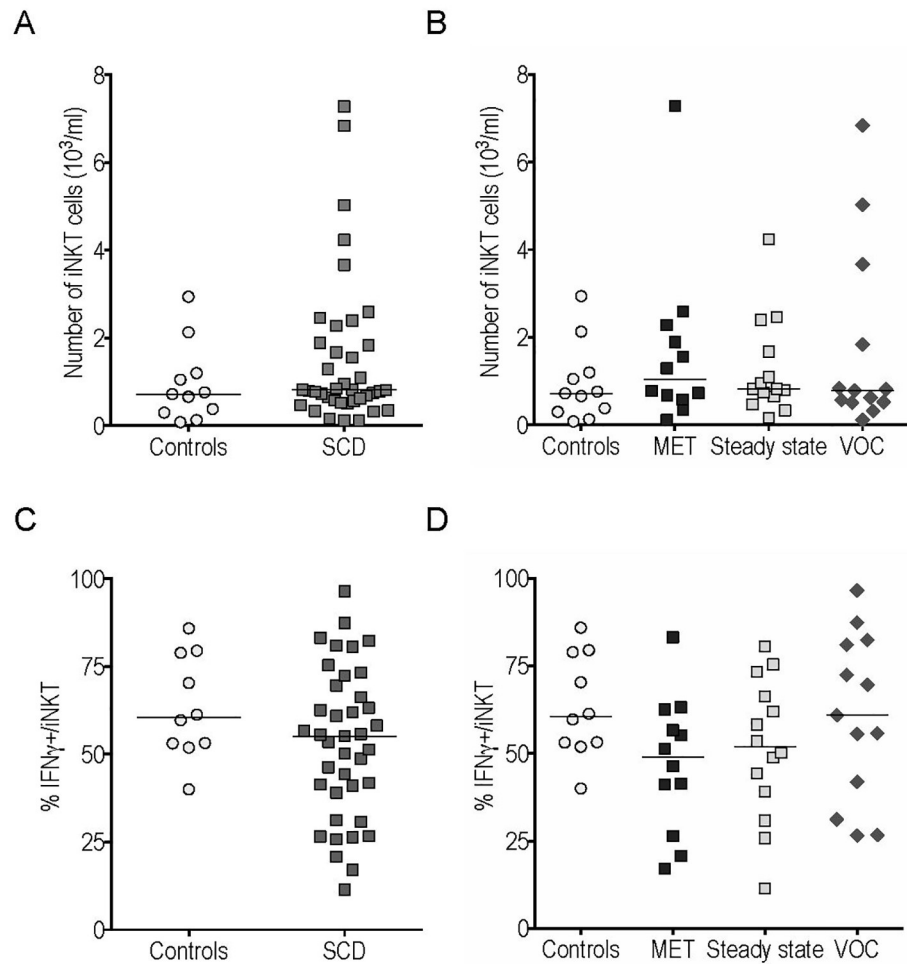 A
B
Number of iNKT cells (10³/ml)
8
6
4
2
0
Controls
SCD
Number of iNKT cells (10³/ml)
8
6
4
2
0
Controls
MET
Steady state
VOC
C
D
% IFNγ+/iNKT
100
75
50
25
0
Controls
SCD
% IFNγ+/iNKT
100
75
50
25
0
Controls
MET
Steady state
VOC